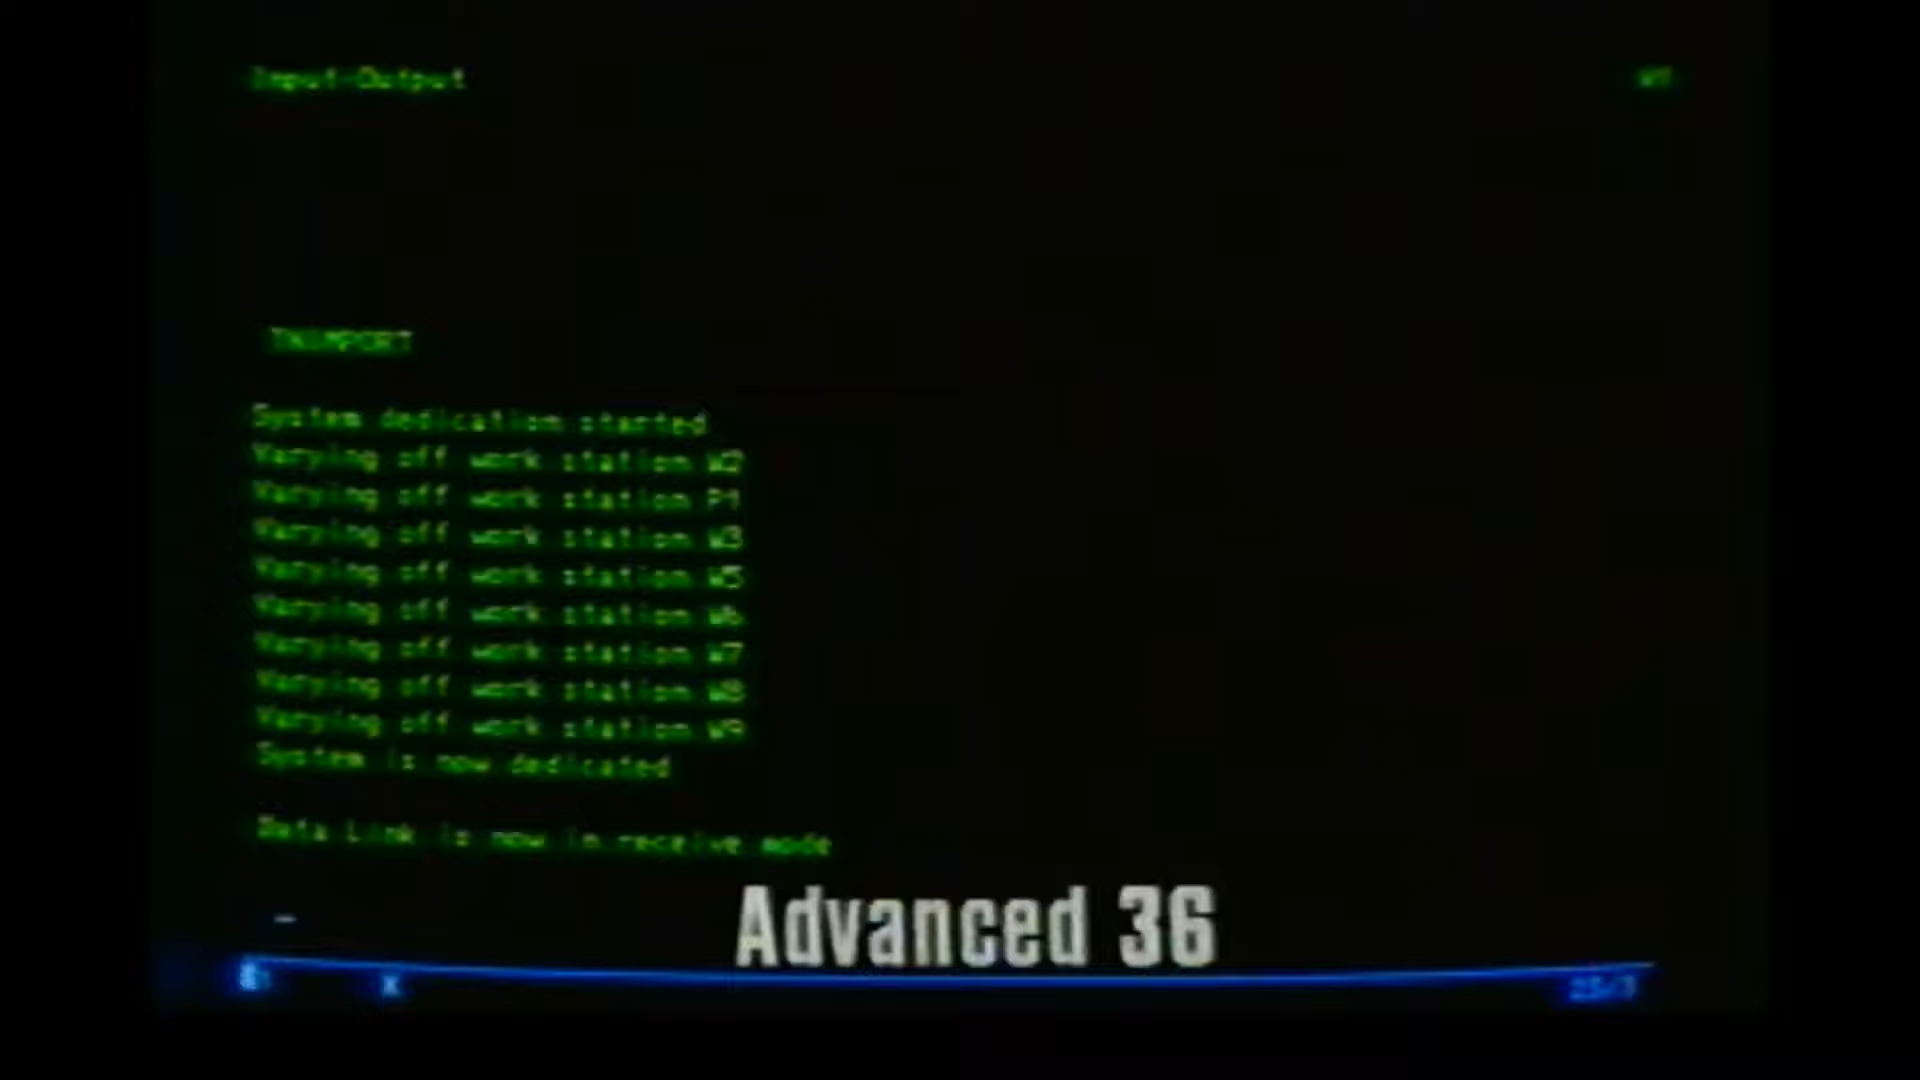 Input-Output W1
TNUMPORT
System dedication started
Varying off work station W2
Varying off work station P1
Varying off work station W3
Varying off work station W5
Varying off work station W6
Varying off work station W7
Varying off work station W8
Varying off work station W9
System is now dedicated
Data Link is now in receive mode
Advanced 36